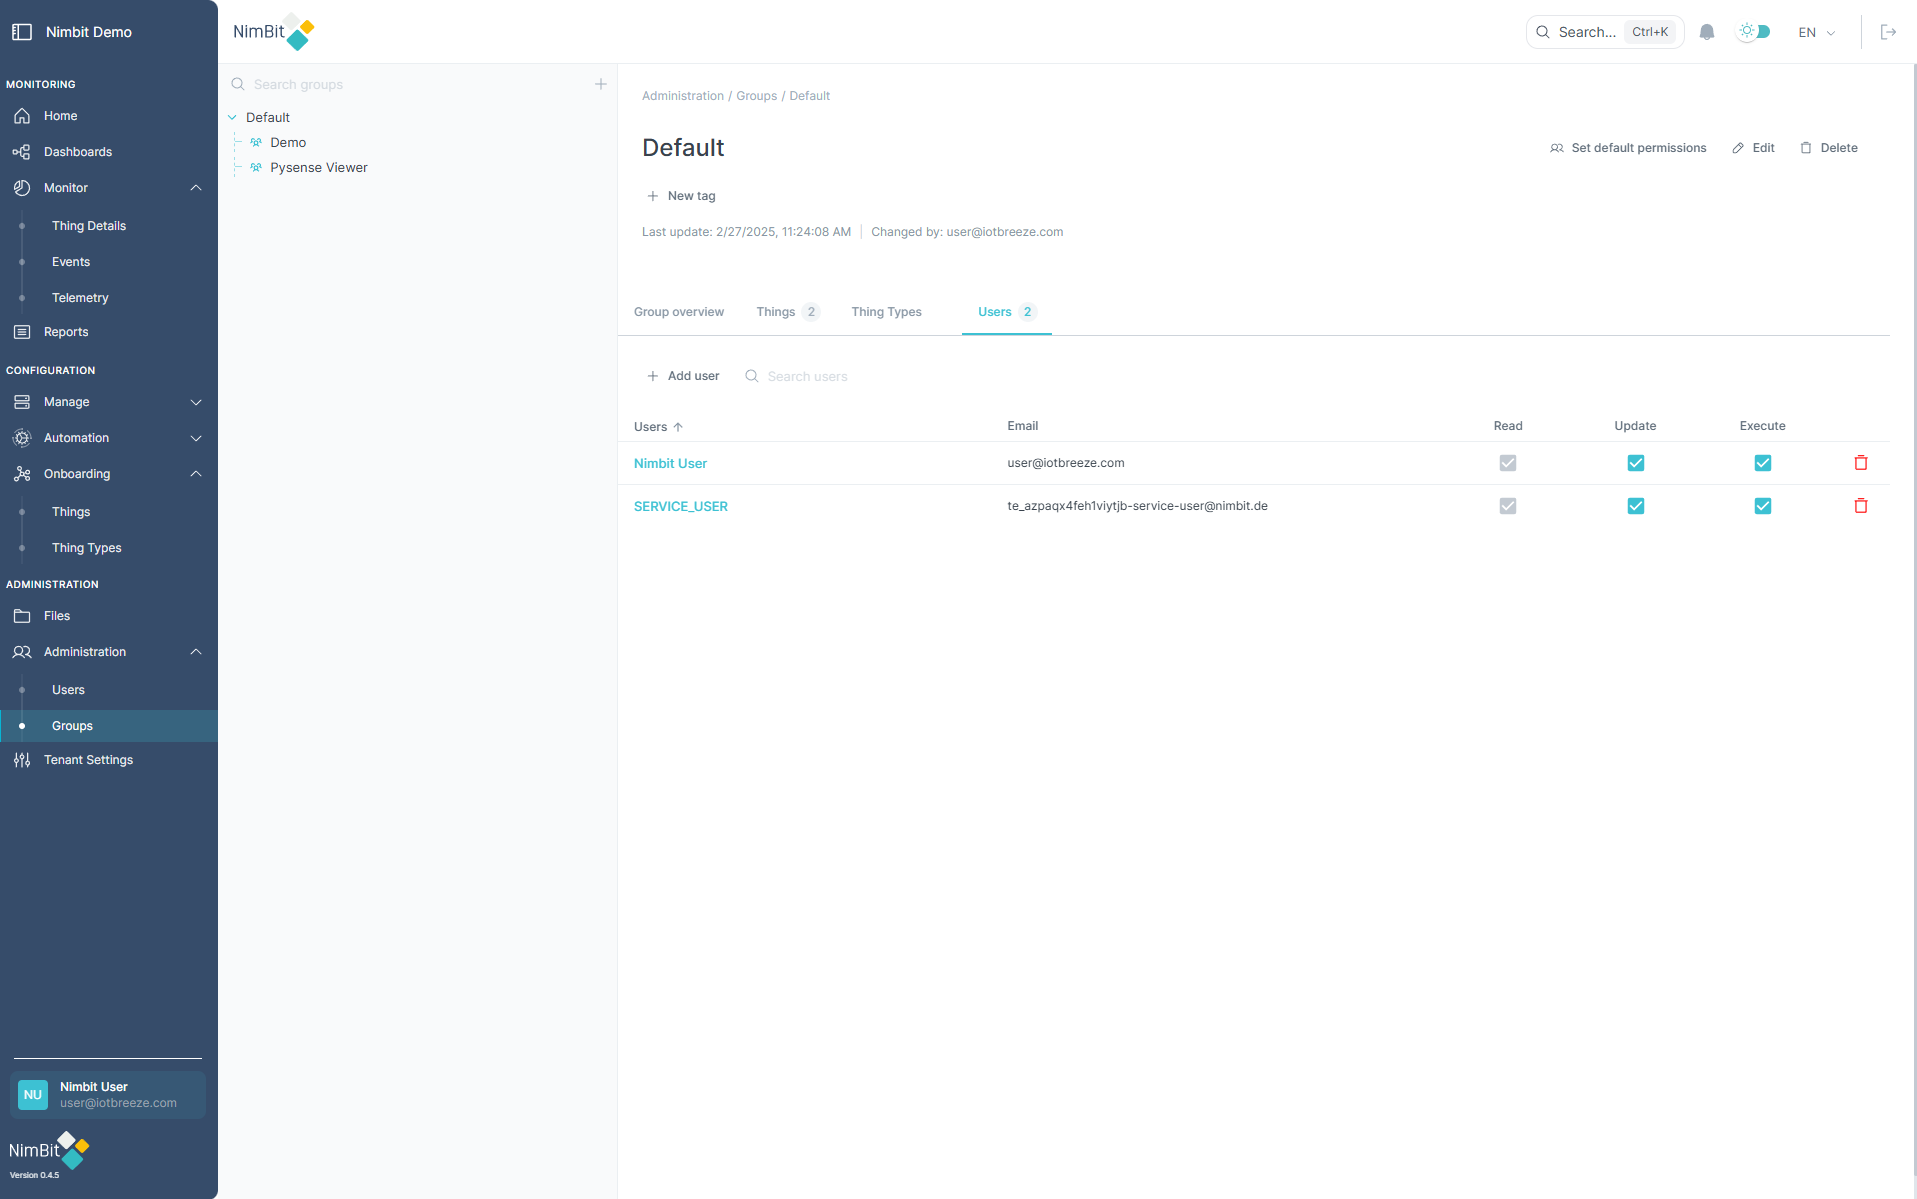 Nimbit Demo
MONITORING
Home
Dashboards
Monitor
Thing Details
Events
Telemetry
Reports
CONFIGURATION
Manage
Automation
Onboarding
Things
Thing Types
ADMINISTRATION
Files
Administration
Users
Groups
Tenant Settings
NU
Nimbit User
user@iotbreeze.com
NimBit
Version 0.4.5
NimBit
Search... Ctrl+K
EN
Search groups
Default
Demo
Pysense Viewer
Administration / Groups / Default
Default
Set default permissions Edit Delete
New tag
Last update: 2/27/2025, 11:24:08 AM Changed by: user@iotbreeze.com
Group overview Things 2 Thing Types Users 2
Add user Search users
Users Email Read Update Execute
Nimbit User user@iotbreeze.com
SERVICE_USER te_azpaqx4feh1viytjb-service-user@nimbit.de